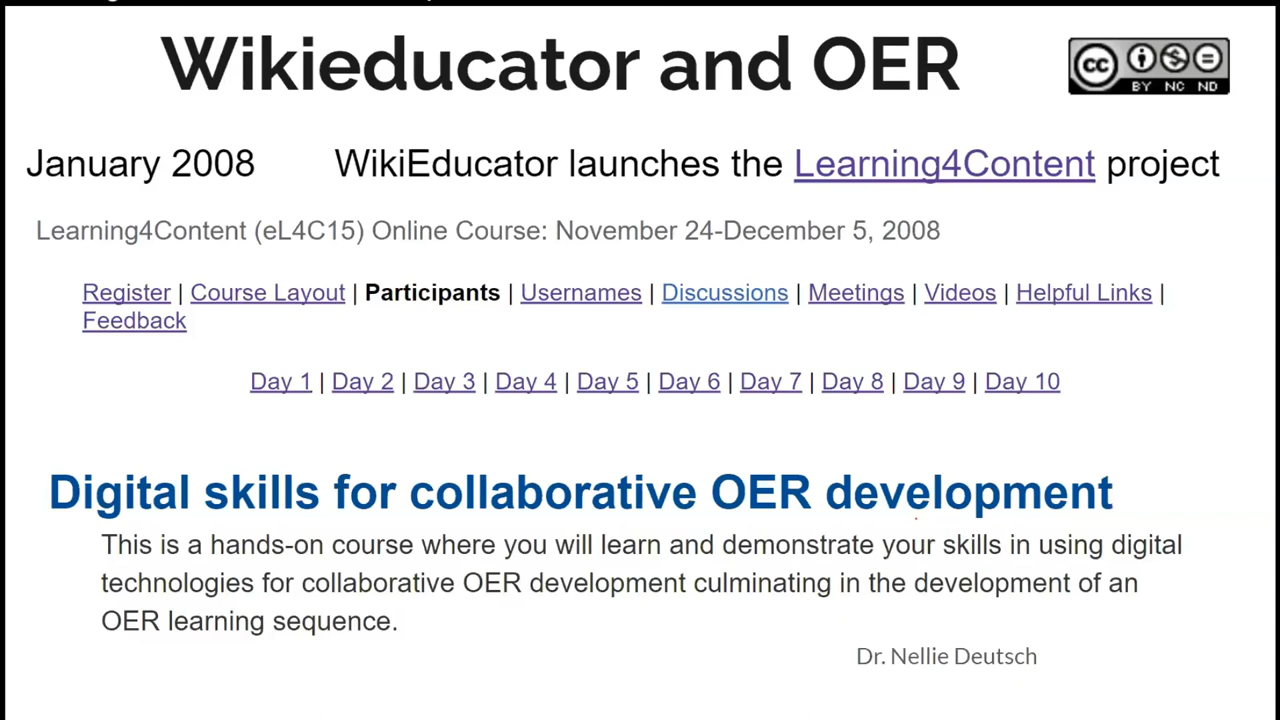 Wikieducator and OER
cc BY NC ND
January 2008 WikiEducator launches the Learning4Content project
Learning4Content (eL4C15) Online Course: November 24-December 5, 2008
Register | Course Layout | Participants | Usernames | Discussions | Meetings | Videos | Helpful Links |
Feedback
Day 1 | Day 2 | Day 3 | Day 4 | Day 5 | Day 6 | Day 7 | Day 8 | Day 9 | Day 10
Digital skills for collaborative OER development
This is a hands-on course where you will learn and demonstrate your skills in using digital
technologies for collaborative OER development culminating in the development of an
OER learning sequence.
Dr. Nellie Deutsch